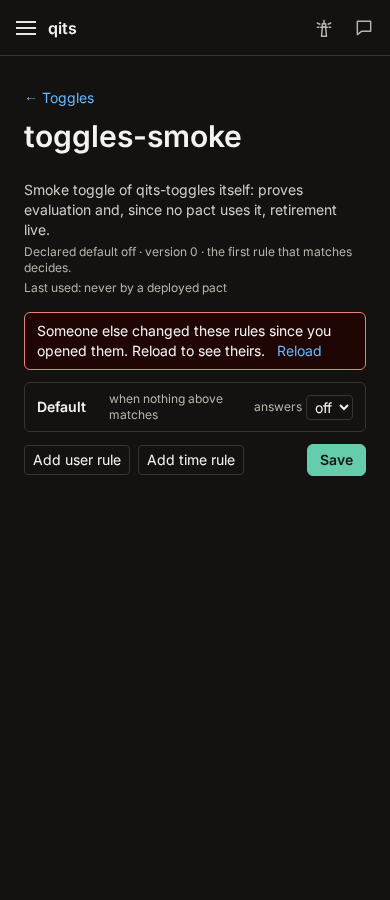 qits
← Toggles
toggles-smoke
Smoke toggle of qits-toggles itself: proves
evaluation and, since no pact uses it, retirement
live.
Declared default off · version 0 · the first rule that matches
decides.
Last used: never by a deployed pact
Someone else changed these rules since you
opened them. Reload to see theirs. Reload
Default when nothing above
matches answers off
Add user rule Add time rule Save